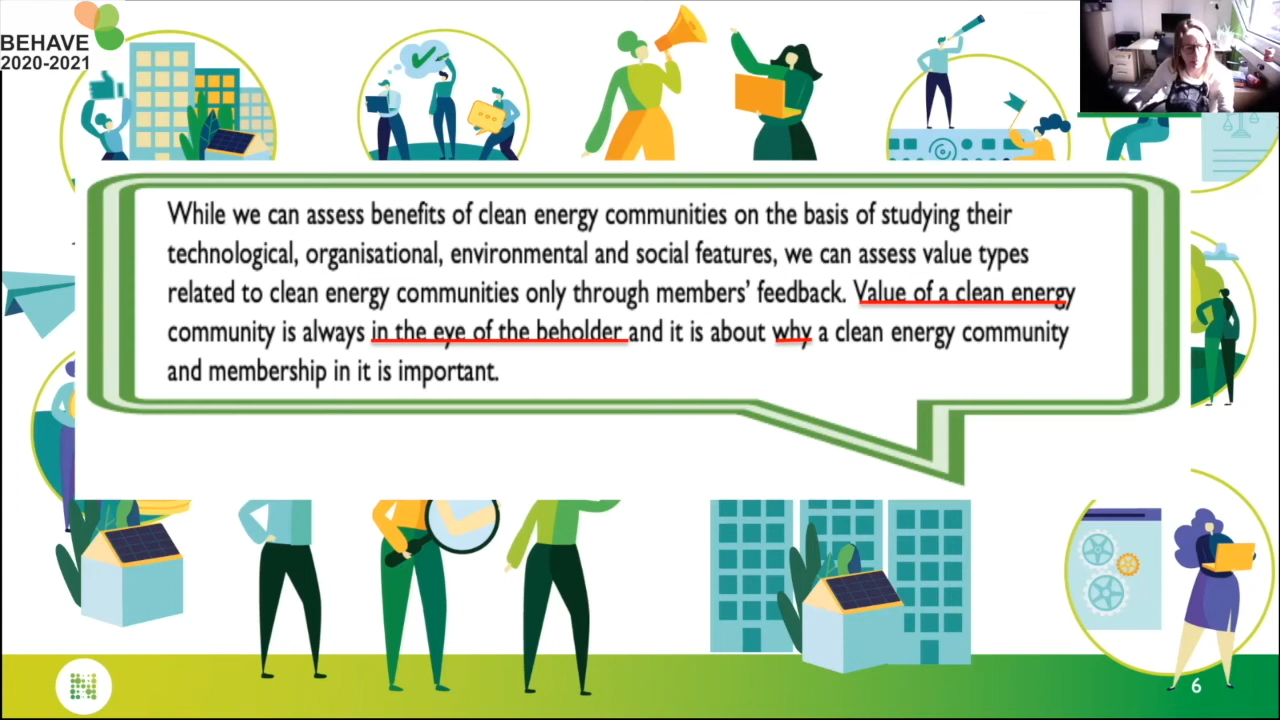 BEHAVE
2020-2021
While we can assess benefits of clean energy communities on the basis of studying their
technological, organisational, environmental and social features, we can assess value types
related to clean energy communities only through members’ feedback. Value of a clean energy
community is always in the eye of the beholder and it is about why a clean energy community
and membership in it is important.
6